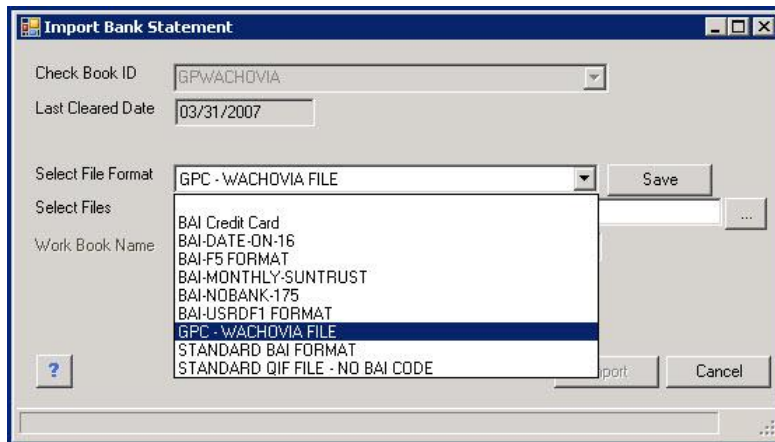 Import Bank Statement
Check Book ID GPWACHOVIA
Last Cleared Date 03/31/2007
Select File Format GPC - WACHOVIA FILE Save
Select Files ...
BAI Credit Card
Work Book Name BAI-DATE-ON-16
BAI-F5 FORMAT
BAI-MONTHLY-SUNTRUST
BAI-NOBANK-175
BAI-USRDF1 FORMAT
GPC - WACHOVIA FILE
STANDARD BAI FORMAT
STANDARD QIF FILE - NO BAI CODE
? Cancel